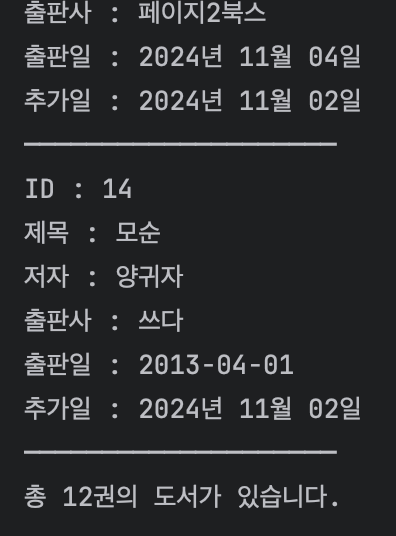 출판사 : 페이지2북스
출판일 : 2024년 11월 04일
추가일 : 2024년 11월 02일
ID : 14
제목 : 모순
저자 : 양귀자
출판사 : 쓰다
출판일 : 2013-04-01
추가일 : 2024년 11월 02일
총 12권의 도서가 있습니다.